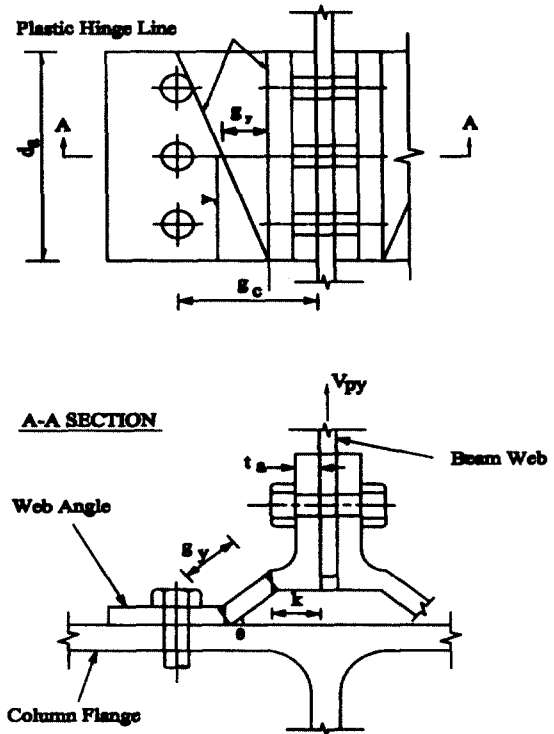 Plastic Hinge Line
A
A
g y
d a
y
g c
V py
A-A SECTION
t a
Beam Web
Web Angle
g y
k
θ
Column Flange